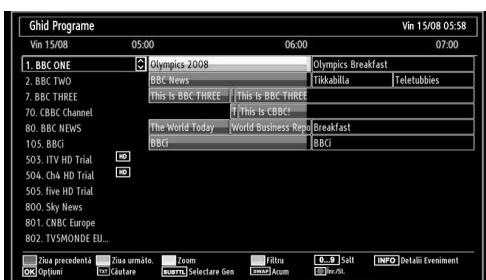 Ghid Programe Vin 15/08 05:58
Vin 15/08 05:00 06:00 07:00
1. BBC ONE Olympics 2008 Olympics Breakfast
2. BBC TWO BBC News Tikkabilla Teletubbies
7. BBC THREE This Is BBC THREE This Is BBC THREE
70. CBBC Channel T This Is CBBC!
80. BBC NEWS The World Today World Business Repo Breakfast
105. BBCi BBCi BBCi
503. ITV HD Trial HD
504. Ch4 HD Trial HD
505. five HD Trial
800. Sky News
801. CNBC Europe
802. TV5MONDE EU...
Ziua precedentă Ziua următo. Zoom Filtru 0...9 Salt INFO Detalii Eveniment
OK Opţiuni TXT Căutare SUBTTL Selectare Gen SWAP Acum Înr./St.